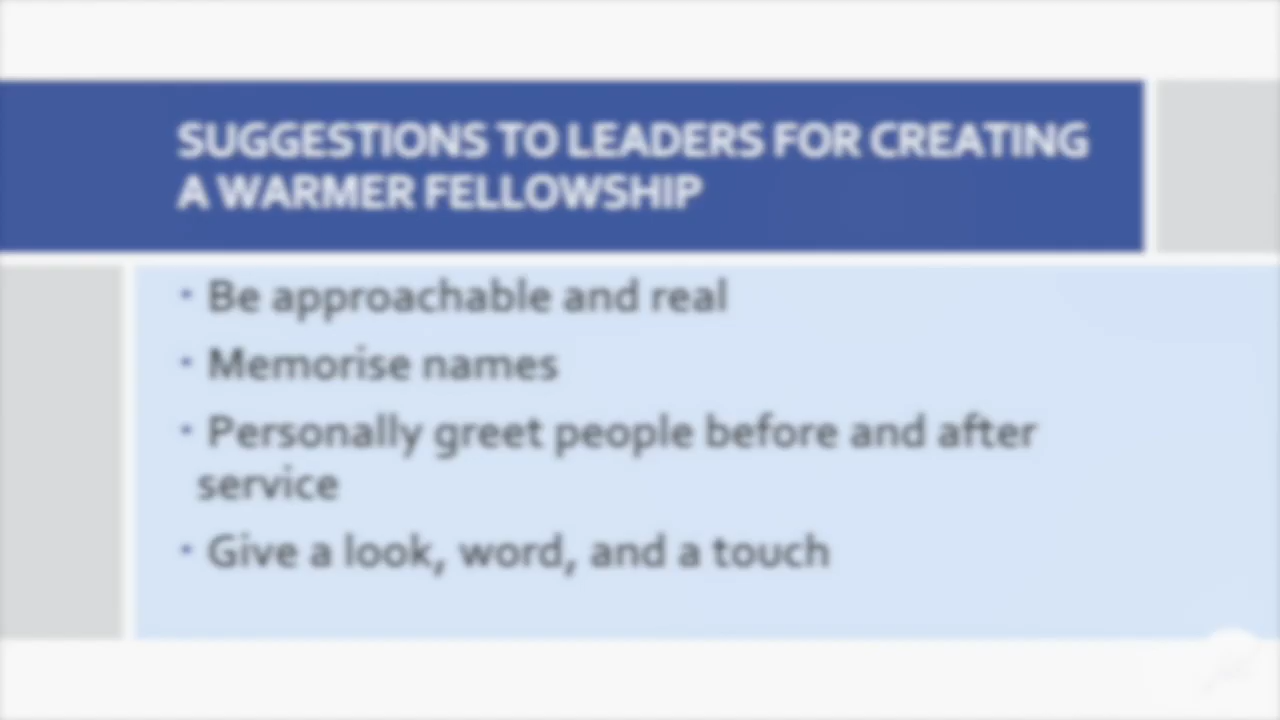 SUGGESTIONS TO LEADERS FOR CREATING
A WARMER FELLOWSHIP
· Be approachable and real
· Memorise names
· Personally greet people before and after
service
· Give a look, word, and a touch